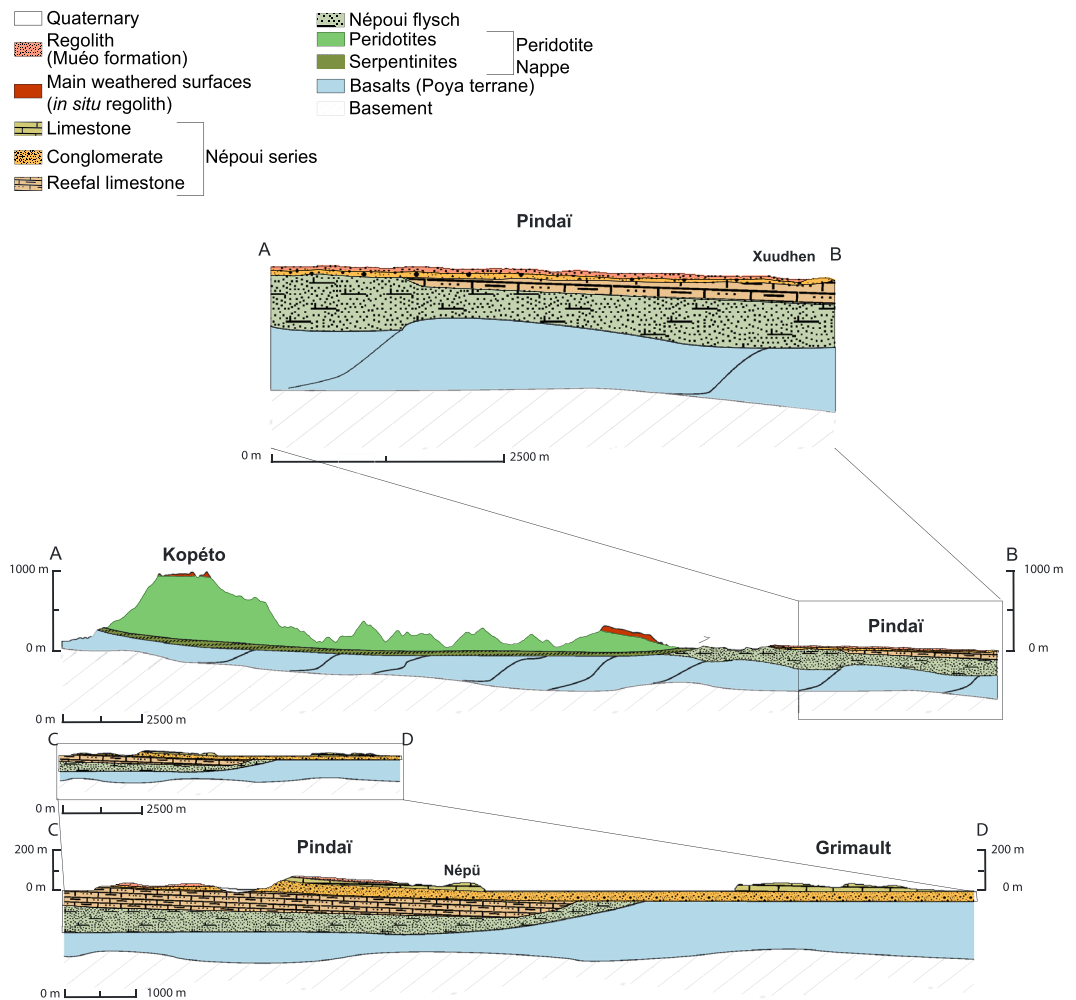 Quaternary
Regolith
(Muéo formation)
Main weathered surfaces
(in situ regolith)
Limestone
Conglomerate
Népoui series
Reefal limestone
Népoui flysch
Peridotites
Serpentinites
Peridotite
Nappe
Basalts (Poya terrane)
Basement
Pindaï
A
Xuudhen
B
0 m
2500 m
A
Kopéto
B
1000 m
1000 m
Pindaï
0 m
0 m
0 m
2500 m
C
D
0 m
2500 m
C
D
Pindaï
Grimault
200 m
200 m
Népü
0 m
0 m
0 m
1000 m